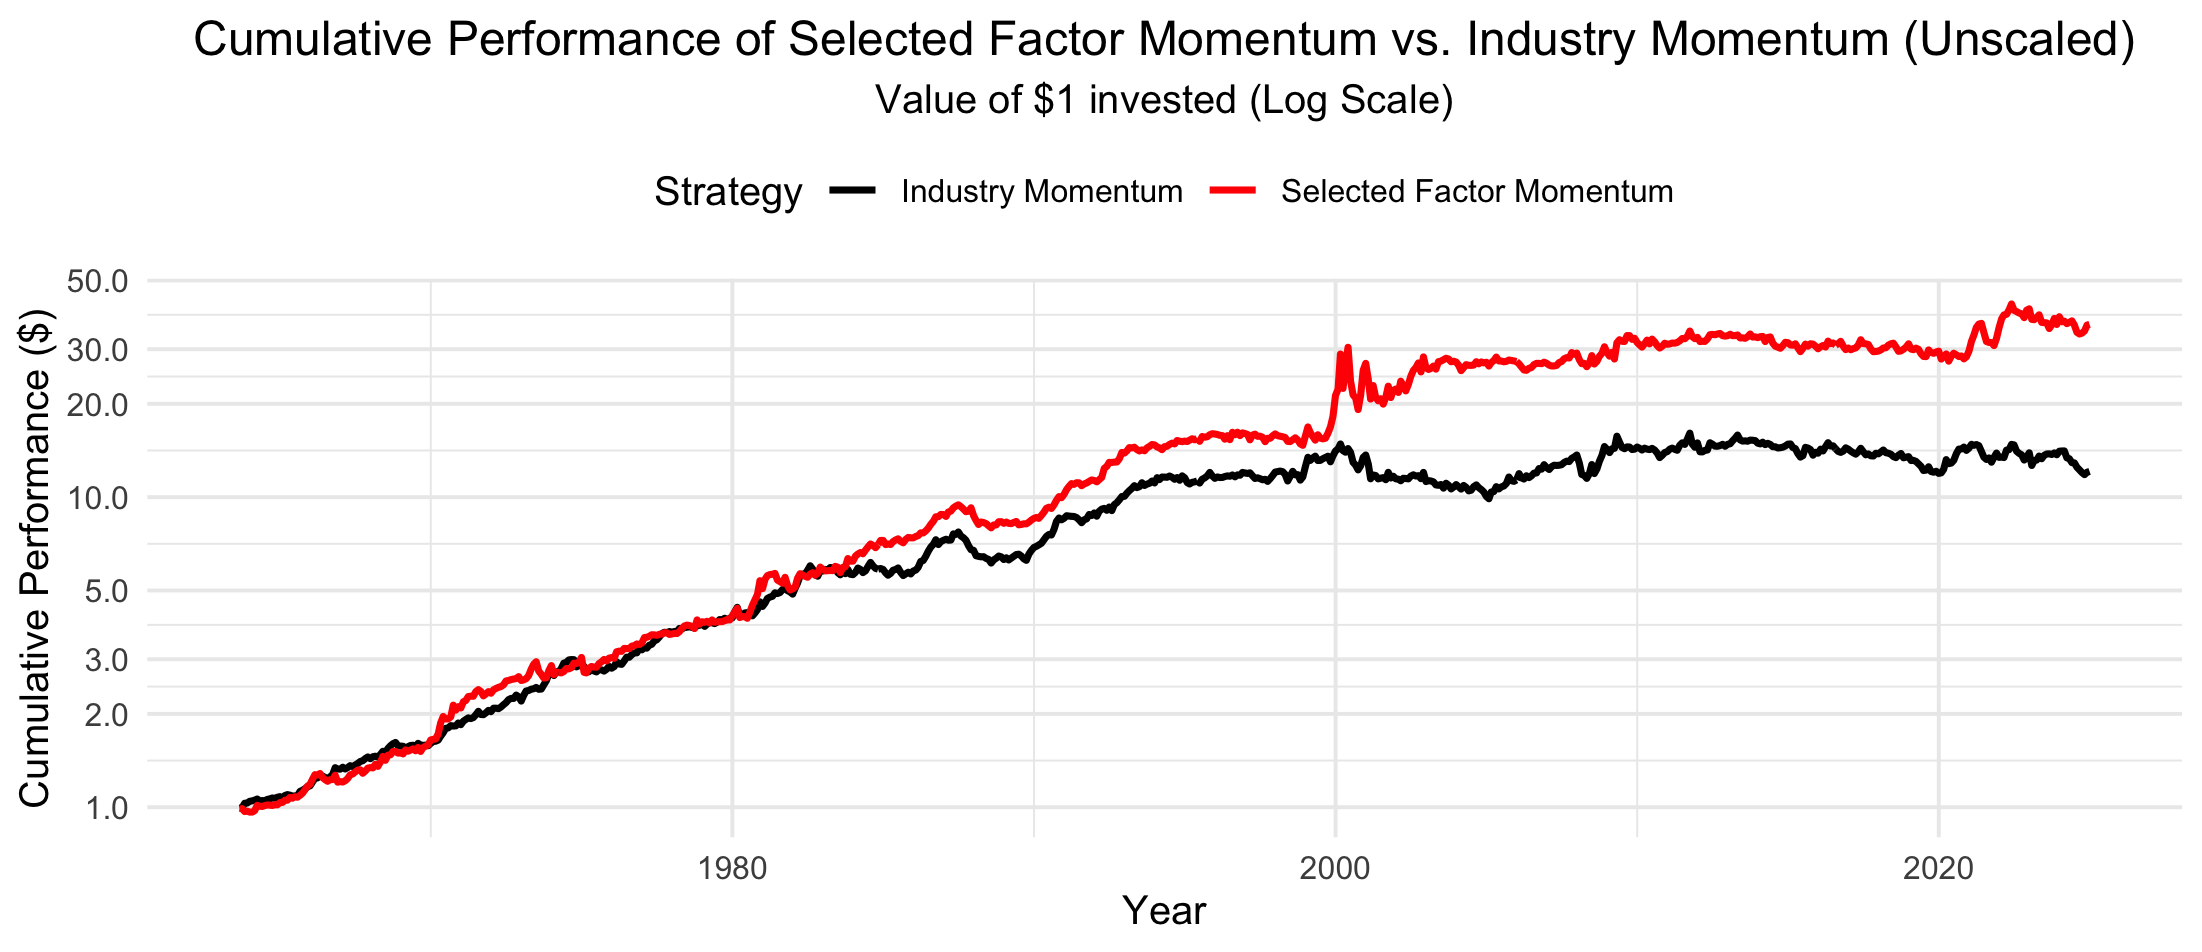 Cumulative Performance of Selected Factor Momentum vs. Industry Momentum (Unscaled)
Value of $1 invested (Log Scale)
Strategy Industry Momentum Selected Factor Momentum
Cumulative Performance ($)
50.0
30.0
20.0
10.0
5.0
3.0
2.0
1.0
1980 2000 2020
Year